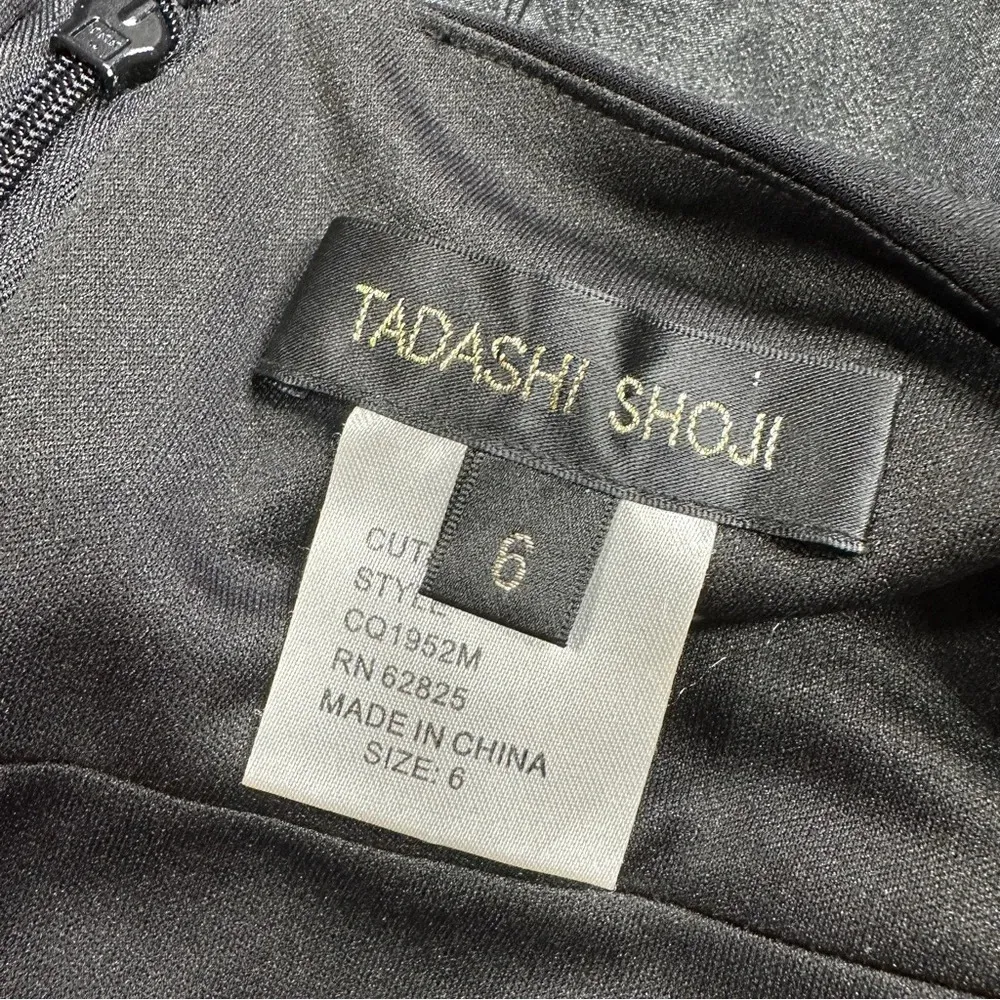 TADASHI SHOJI
6
CUT
STYLE:
CQ1952M
RN 62825
MADE IN CHINA
SIZE: 6